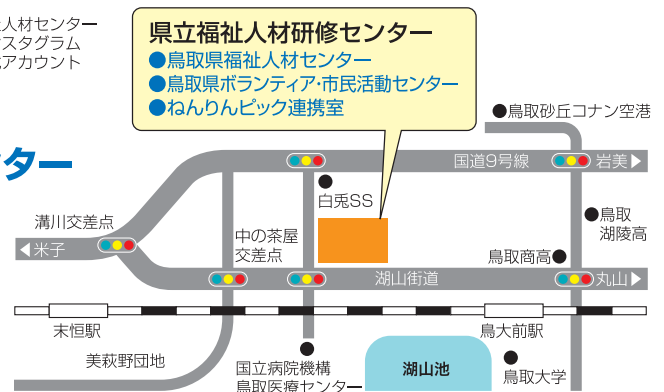 人材センター
スタグラム
アカウント
県立福祉人材研修センター
●鳥取県福祉人材センター
●鳥取県ボランティア・市民活動センター
●ねんりんピック連携室
ター
●鳥取砂丘コナン空港
国道9号線
岩美▶
白兎SS
鳥取
湖陵高
溝川交差点
◀米子
中の茶屋
交差点
鳥取商高
湖山街道
丸山▶
末恒駅
鳥大前駅
美萩野団地
国立病院機構
鳥取医療センター
湖山池
鳥取大学